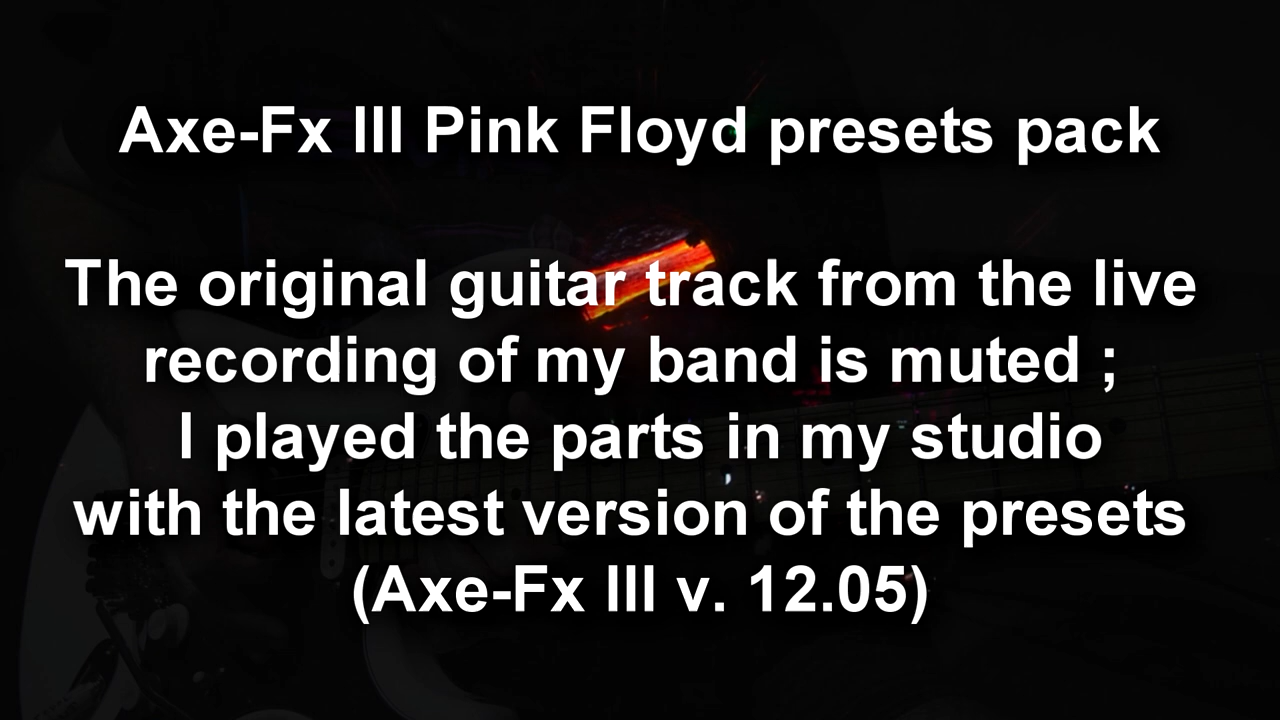 Axe-Fx III Pink Floyd presets pack
The original guitar track from the live
recording of my band is muted ;
I played the parts in my studio
with the latest version of the presets
(Axe-Fx III v. 12.05)